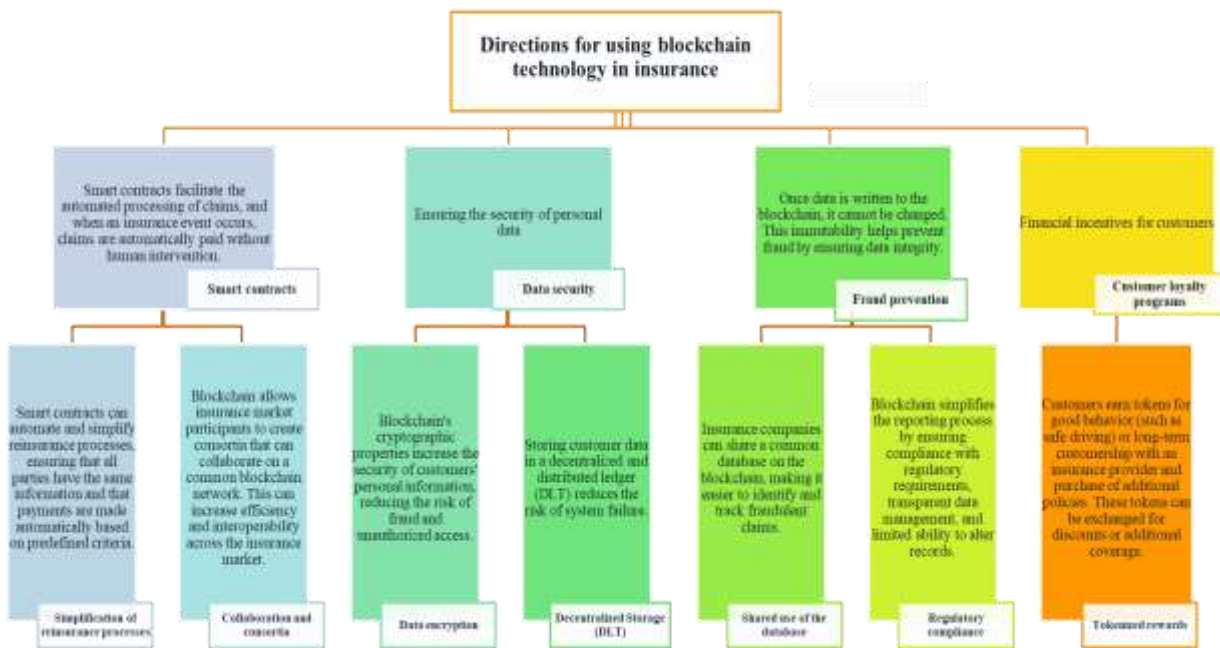 Directions for using blockchain
technology in insurance
Smart contracts facilitate the
automated processing of claims, and
when an insurance event occurs,
claims are automatically paid without
human intervention.
Smart contracts
Ensuring the security of personal
data
Data security
Once data is written to the
blockchain, it cannot be changed.
This immutability helps prevent
fraud by ensuring data integrity.
Fraud prevention
Financial incentives for customers
Customer loyalty
programs
Smart contracts can
automate and simplify
reinsurance processes,
ensuring that all
parties have the same
information and that
payments are made
automatically based
on predefined criteria.
Simplification of
reinsurance processes
Blockchain allows
insurance market
participants to create
consortia that can
collaborate on a
common blockchain
network. This can
increase efficiency
and interoperability
across the insurance
market.
Collaboration and
consortia
Blockchain's
cryptographic
properties increase the
security of customers'
personal information,
reducing the risk of
fraud and
unauthorized access.
Data encryption
Storing customer data
in a decentralized and
distributed ledger
(DLT) reduces the
risk of system failure.
Decentralized Storage
(DLT)
Insurance companies
can share a common
database on the
blockchain, making it
easier to identify and
track fraudulent
claims.
Shared use of the
database
Blockchain simplifies
the reporting process
by ensuring
compliance with
regulatory
requirements,
transparent data
management, and
limited ability to alter
records.
Regulatory
compliance
Customers earn tokens for
good behavior (such as
safe driving) or long-term
customership with an
insurance provider and
purchase of additional
policies. These tokens can
be exchanged for
discounts or additional
coverage.
Tokenized rewards